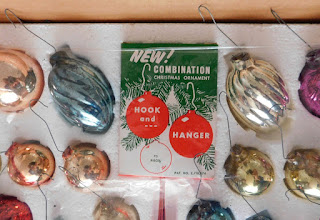 NEW!
COMBINATION
CHRISTMAS ORNAMENT
HOOK
and
HANGER